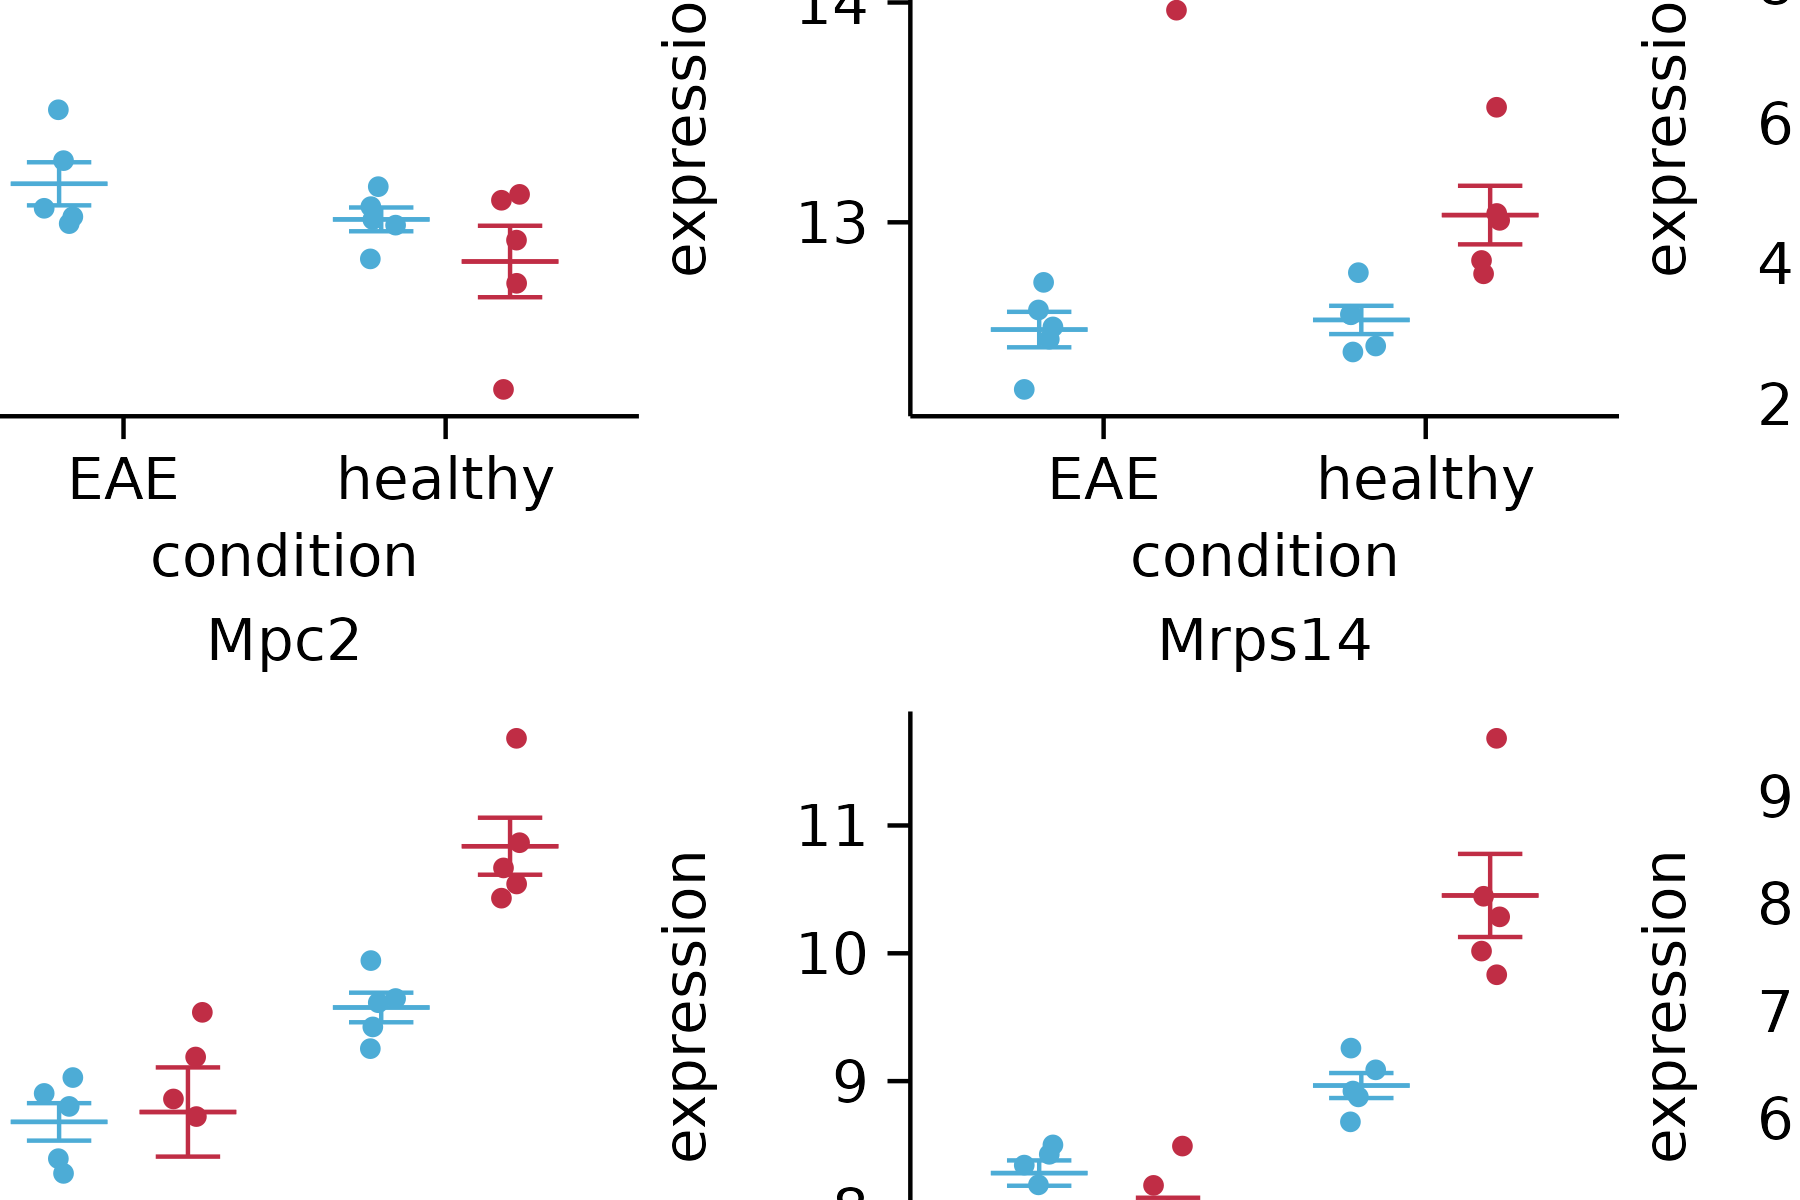 expressio
14
13
expressio
6
4
2
EAE healthy
condition
EAE healthy
condition
Mpc2
Mrps14
expression
11
10
9
8
expression
9
8
7
6